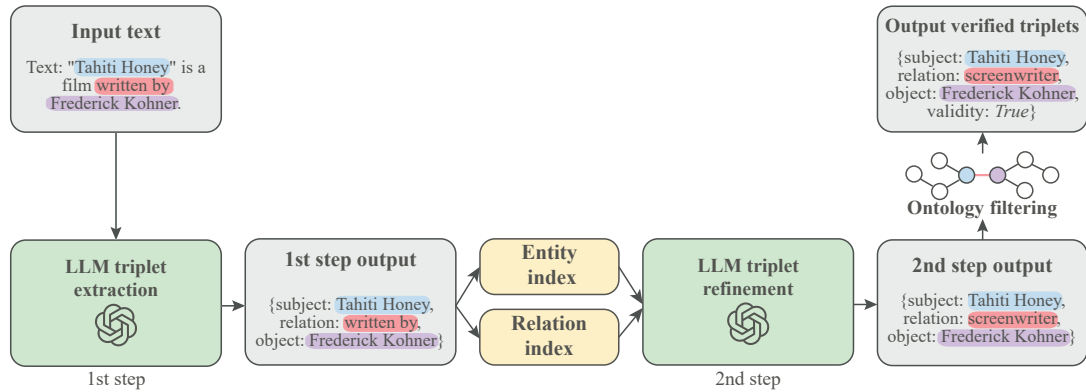 Input text
Text: "Tahiti Honey" is a
film written by
Frederick Kohner.
LLM triplet
extraction
1st step
1st step output
{subject: Tahiti Honey,
relation: written by,
object: Frederick Kohner}
Entity
index
Relation
index
LLM triplet
refinement
2nd step
2nd step output
{subject: Tahiti Honey,
relation: screenwriter,
object: Frederick Kohner}
Ontology filtering
Output verified triplets
{subject: Tahiti Honey,
relation: screenwriter,
object: Frederick Kohner,
validity: True}